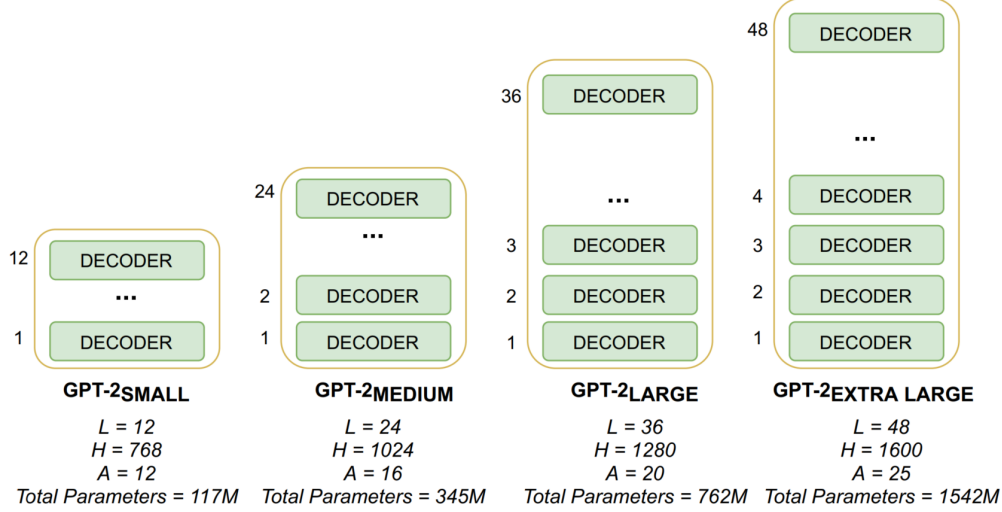 12
DECODER
...
1
DECODER
GPT-2SMALL
L = 12
H = 768
A = 12
Total Parameters = 117M
24
DECODER
...
2
DECODER
1
DECODER
GPT-2MEDIUM
L = 24
H = 1024
A = 16
Total Parameters = 345M
36
DECODER
...
3
DECODER
2
DECODER
1
DECODER
GPT-2LARGE
L = 36
H = 1280
A = 20
Total Parameters = 762M
48
DECODER
...
4
DECODER
3
DECODER
2
DECODER
1
DECODER
GPT-2EXTRA LARGE
L = 48
H = 1600
A = 25
Total Parameters = 1542M